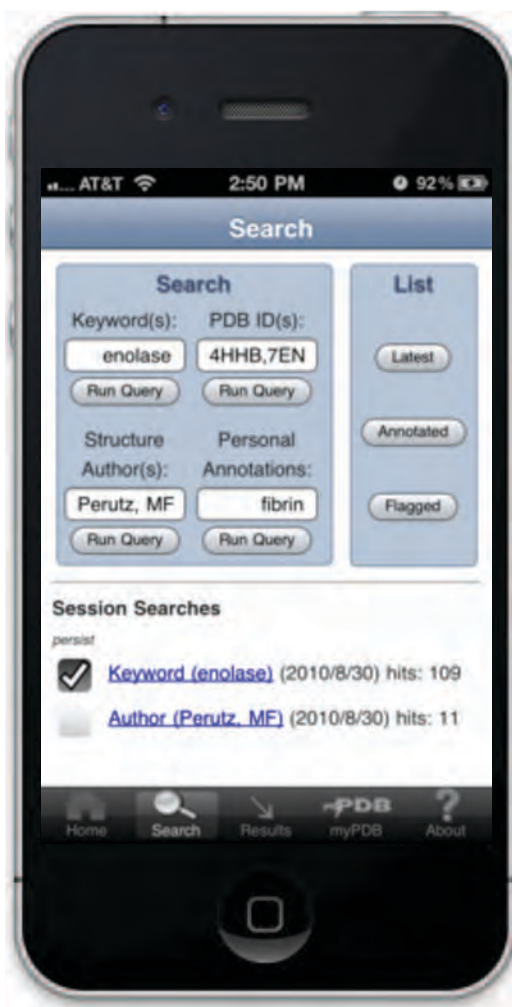 AT&T 2:50 PM 92%
Search
Search
Keyword(s): PDB ID(s):
enolase 4HHB,7EN
Run Query Run Query
Structure Author(s): Personal Annotations:
Perutz, MF fibrin
Run Query Run Query
List
Latest
Annotated
Flagged
Session Searches
persist
Keyword (enolase) (2010/8/30) hits: 109
Author (Perutz, MF) (2010/8/30) hits: 11
PDB
Home Search Results myPDB About